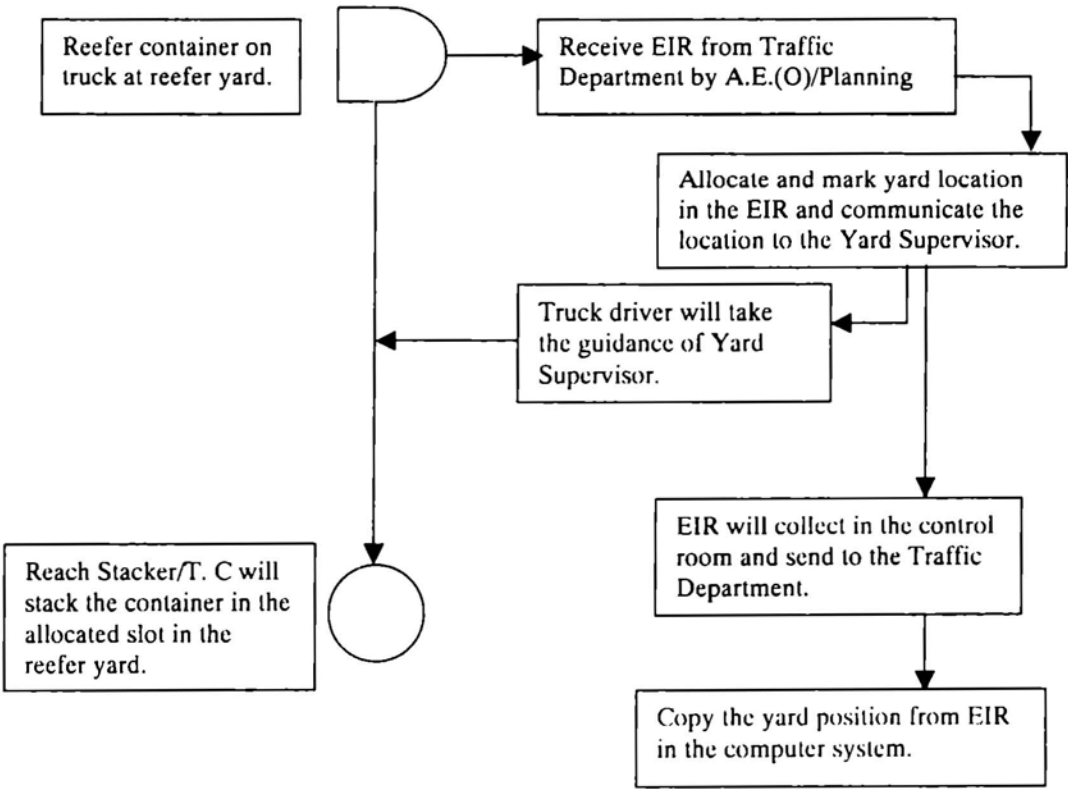 Reefer container on
truck at reefer yard.
Receive EIR from Traffic
Department by A.E.(O)/Planning
Allocate and mark yard location
in the EIR and communicate the
location to the Yard Supervisor.
Truck driver will take
the guidance of Yard
Supervisor.
EIR will collect in the control
room and send to the Traffic
Department.
Reach Stacker/T. C will
stack the container in the
allocated slot in the
reefer yard.
Copy the yard position from EIR
in the computer system.